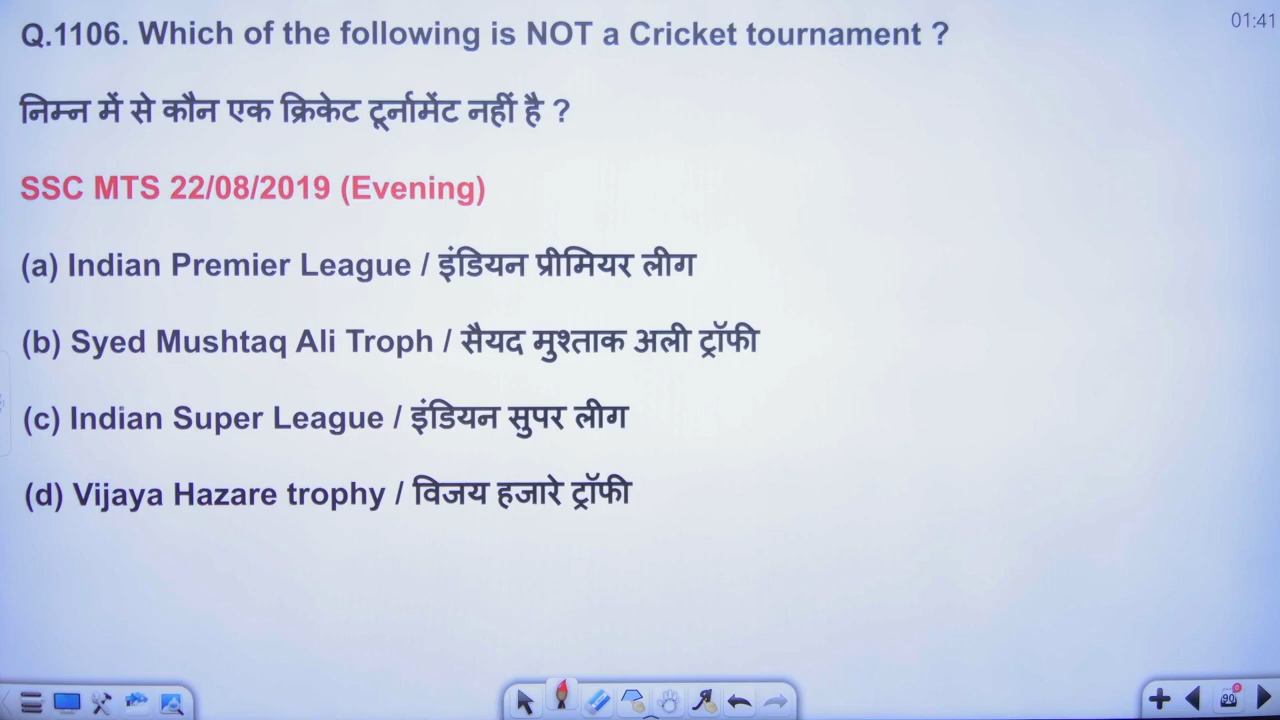 Q.1106. Which of the following is NOT a Cricket tournament ?
01:41
निम्न में से कौन एक क्रिकेट टूर्नामेंट नहीं है ?
SSC MTS 22/08/2019 (Evening)
(a) Indian Premier League / इंडियन प्रीमियर लीग
(b) Syed Mushtaq Ali Troph / सैयद मुश्ताक अली ट्रॉफी
(c) Indian Super League / इंडियन सुपर लीग
(d) Vijaya Hazare trophy / विजय हजारे ट्रॉफी
90